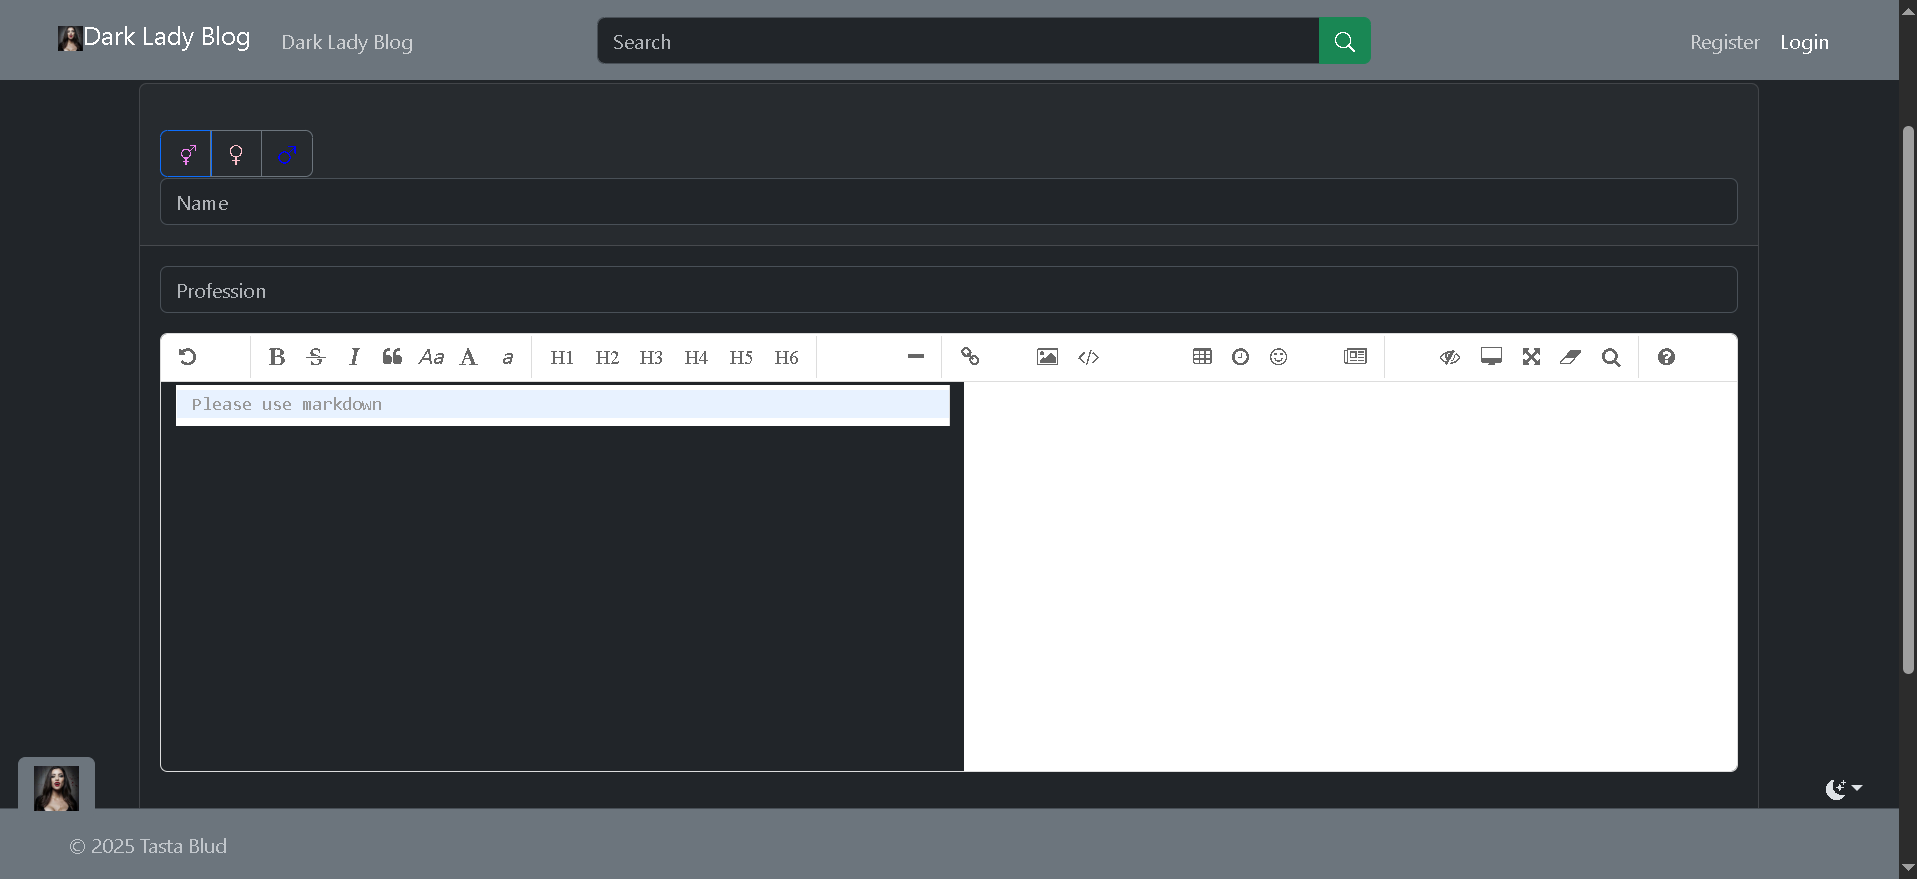 Dark Lady Blog Dark Lady Blog Search Register Login
Name
Profession
B S I Aa A a H1 H2 H3 H4 H5 H6
Please use markdown
© 2025 Tasta Blud